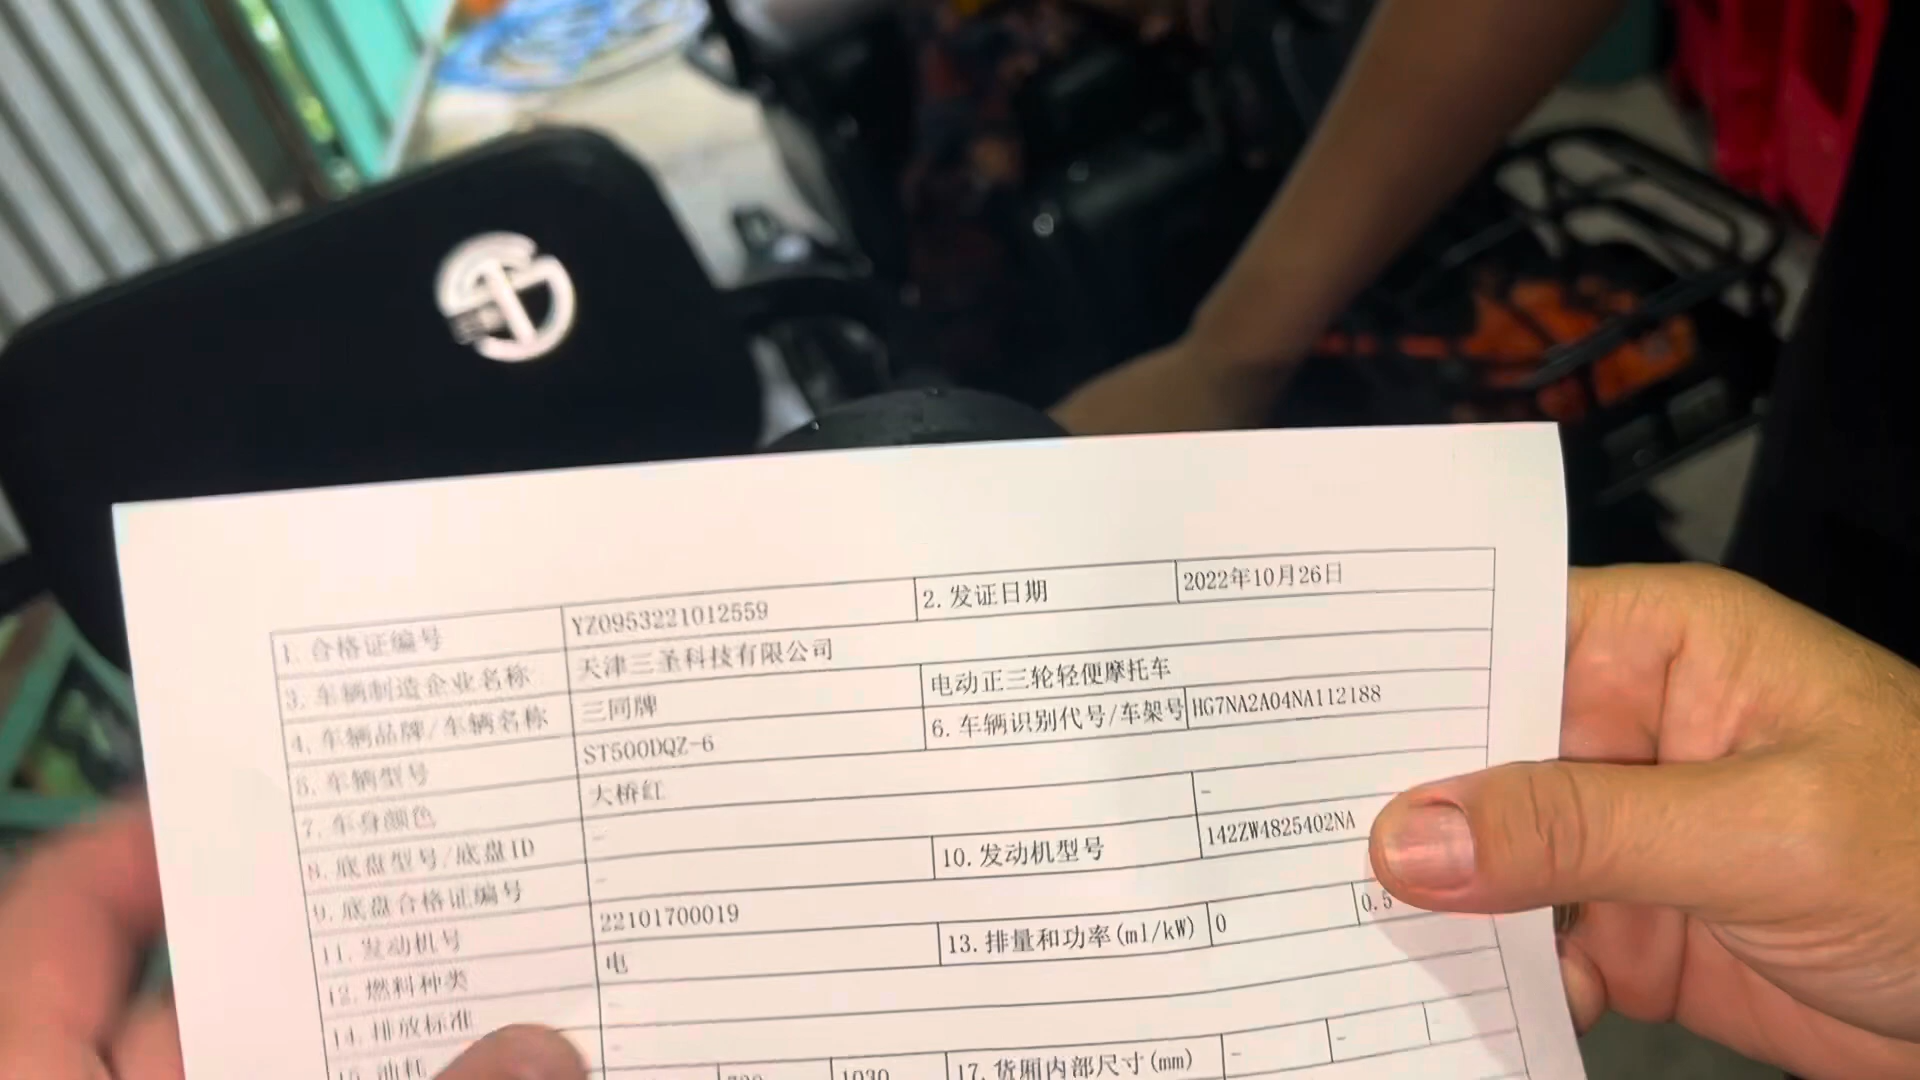 1. 合格证编号 YZ0953221012559 2. 发证日期 2022年10月26日
3. 车辆制造企业名称 天津三圣科技有限公司
4. 车辆品牌/车辆名称 三同牌 电动正三轮轻便摩托车
5. 车辆型号 ST500DQZ-6 6. 车辆识别代号/车架号 HG7NA2A04NA112188
7. 车身颜色 大桥红
8. 底盘型号/底盘ID - -
9. 底盘合格证编号 - 10. 发动机型号 142ZW4825402NA
11. 发动机号 22101700019
12. 燃料种类 电 13. 排量和功率(ml/kW) 0 0.5
14. 排放标准 -
15. 油耗 -
1030 17. 货厢内部尺寸(mm) - - -